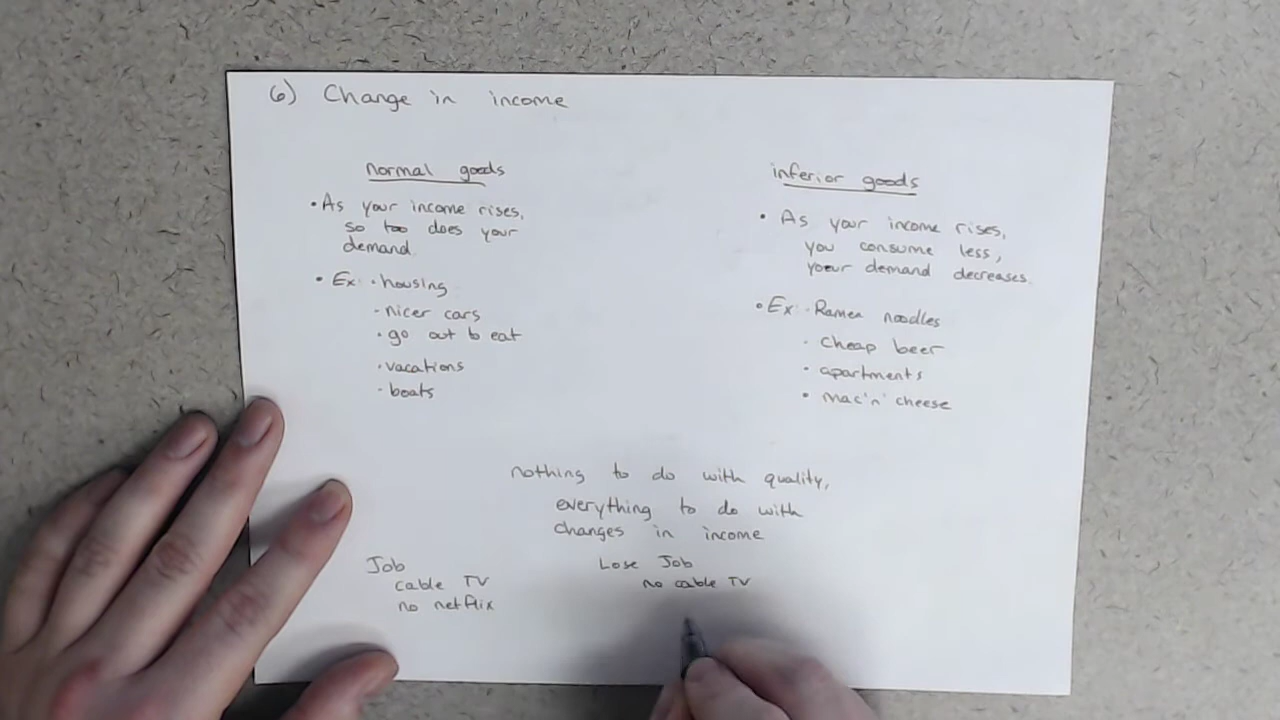 6) Change in income
normal goods
• As your income rises,
so too does your
demand
• Ex: • housing
- nicer cars
• go out to eat
• vacations
• boats
inferior goods
• As your income rises,
you consume less,
your demand decreases.
• Ex: • Ramen noodles
• cheap beer
• apartments
• mac'n'cheese
nothing to do with quality,
everything to do with
changes in income
Job
cable TV
no netflix
Lose Job
no cable TV